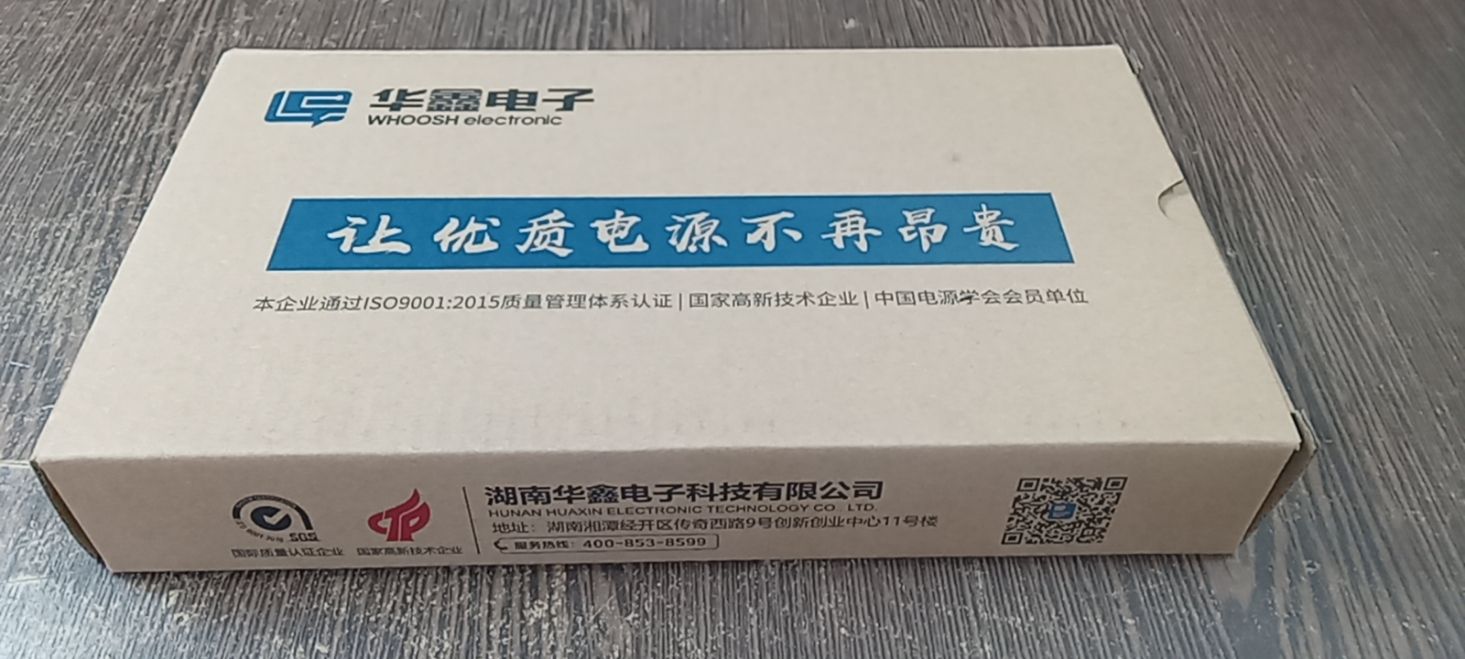 华鑫电子
WHOOSH electronic
让优质电源不再昂贵
本企业通过ISO9001:2015质量管理体系认证|国家高新技术企业|中国电源学会会员单位
湖南华鑫电子科技有限公司
HUNAN HUAXIN ELECTRONIC TECHNOLOGY CO., LTD.
地址：湖南湘潭经开区传奇西路9号创新创业中心11号楼
服务热线：400-853-8599
SGS
国际质量认证企业
国家高新技术企业